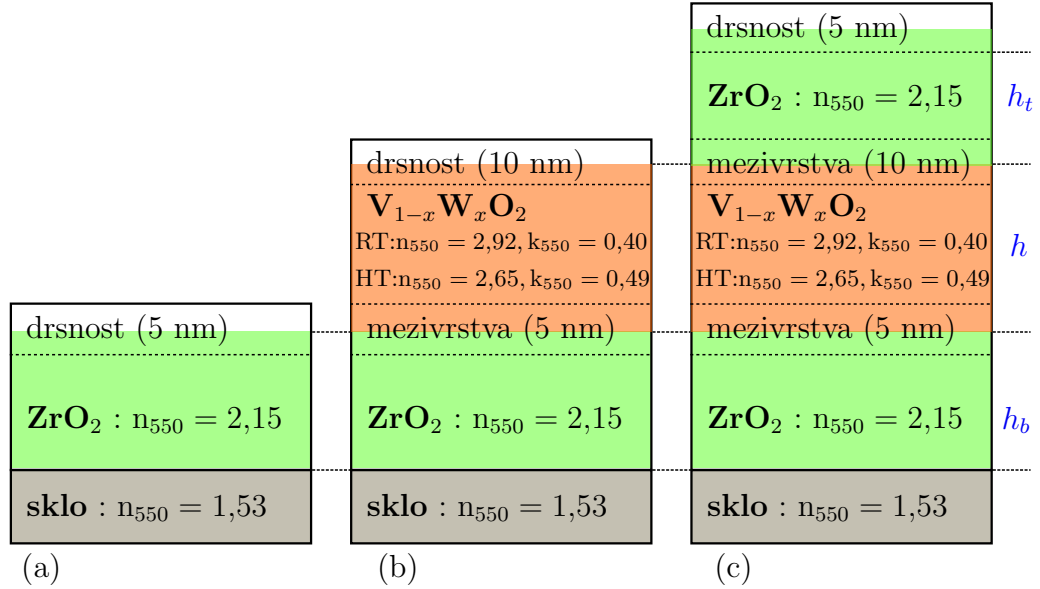 drsnost (5 nm)
ZrO₂ : n₅₅₀ = 2,15
sklo : n₅₅₀ = 1,53
(a)
drsnost (10 nm)
V₁₋ₓWₓO₂
RT:n₅₅₀ = 2,92, k₅₅₀ = 0,40
HT:n₅₅₀ = 2,65, k₅₅₀ = 0,49
mezivrstva (5 nm)
ZrO₂ : n₅₅₀ = 2,15
sklo : n₅₅₀ = 1,53
(b)
drsnost (5 nm)
ZrO₂ : n₅₅₀ = 2,15
mezivrstva (10 nm)
V₁₋ₓWₓO₂
RT:n₅₅₀ = 2,92, k₅₅₀ = 0,40
HT:n₅₅₀ = 2,65, k₅₅₀ = 0,49
mezivrstva (5 nm)
ZrO₂ : n₅₅₀ = 2,15
sklo : n₅₅₀ = 1,53
(c)
h_t
h
h_b